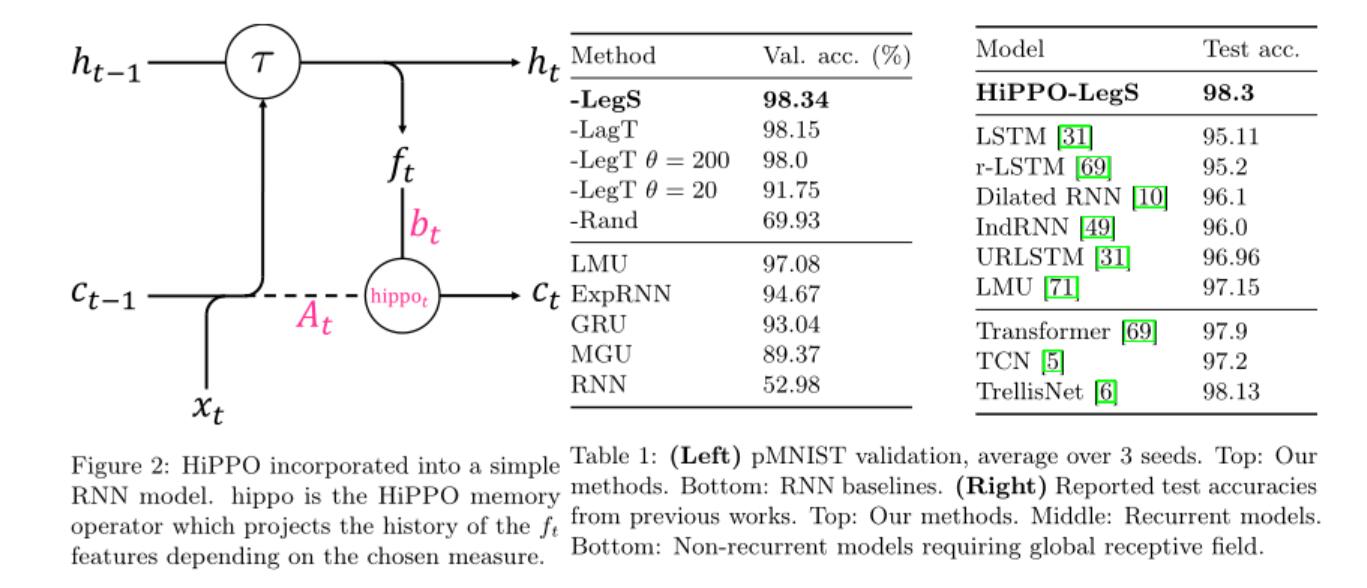 h_{t−1}
τ
h_t
f_t
b_t
c_{t−1}
A_t
hippo_t
c_t
x_t
Figure 2: HiPPO incorporated into a simple
RNN model. hippo is the HiPPO memory
operator which projects the history of the f_t
features depending on the chosen measure.
Method Val. acc. (%)
-LegS 98.34
-LagT 98.15
-LegT θ = 200 98.0
-LegT θ = 20 91.75
-Rand 69.93
LMU 97.08
ExpRNN 94.67
GRU 93.04
MGU 89.37
RNN 52.98
Model Test acc.
HiPPO-LegS 98.3
LSTM [31] 95.11
r-LSTM [69] 95.2
Dilated RNN [10] 96.1
IndRNN [49] 96.0
URLSTM [31] 96.96
LMU [71] 97.15
Transformer [69] 97.9
TCN [5] 97.2
TrellisNet [6] 98.13
Table 1: (Left) pMNIST validation, average over 3 seeds. Top: Our
methods. Bottom: RNN baselines. (Right) Reported test accuracies
from previous works. Top: Our methods. Middle: Recurrent models.
Bottom: Non-recurrent models requiring global receptive field.